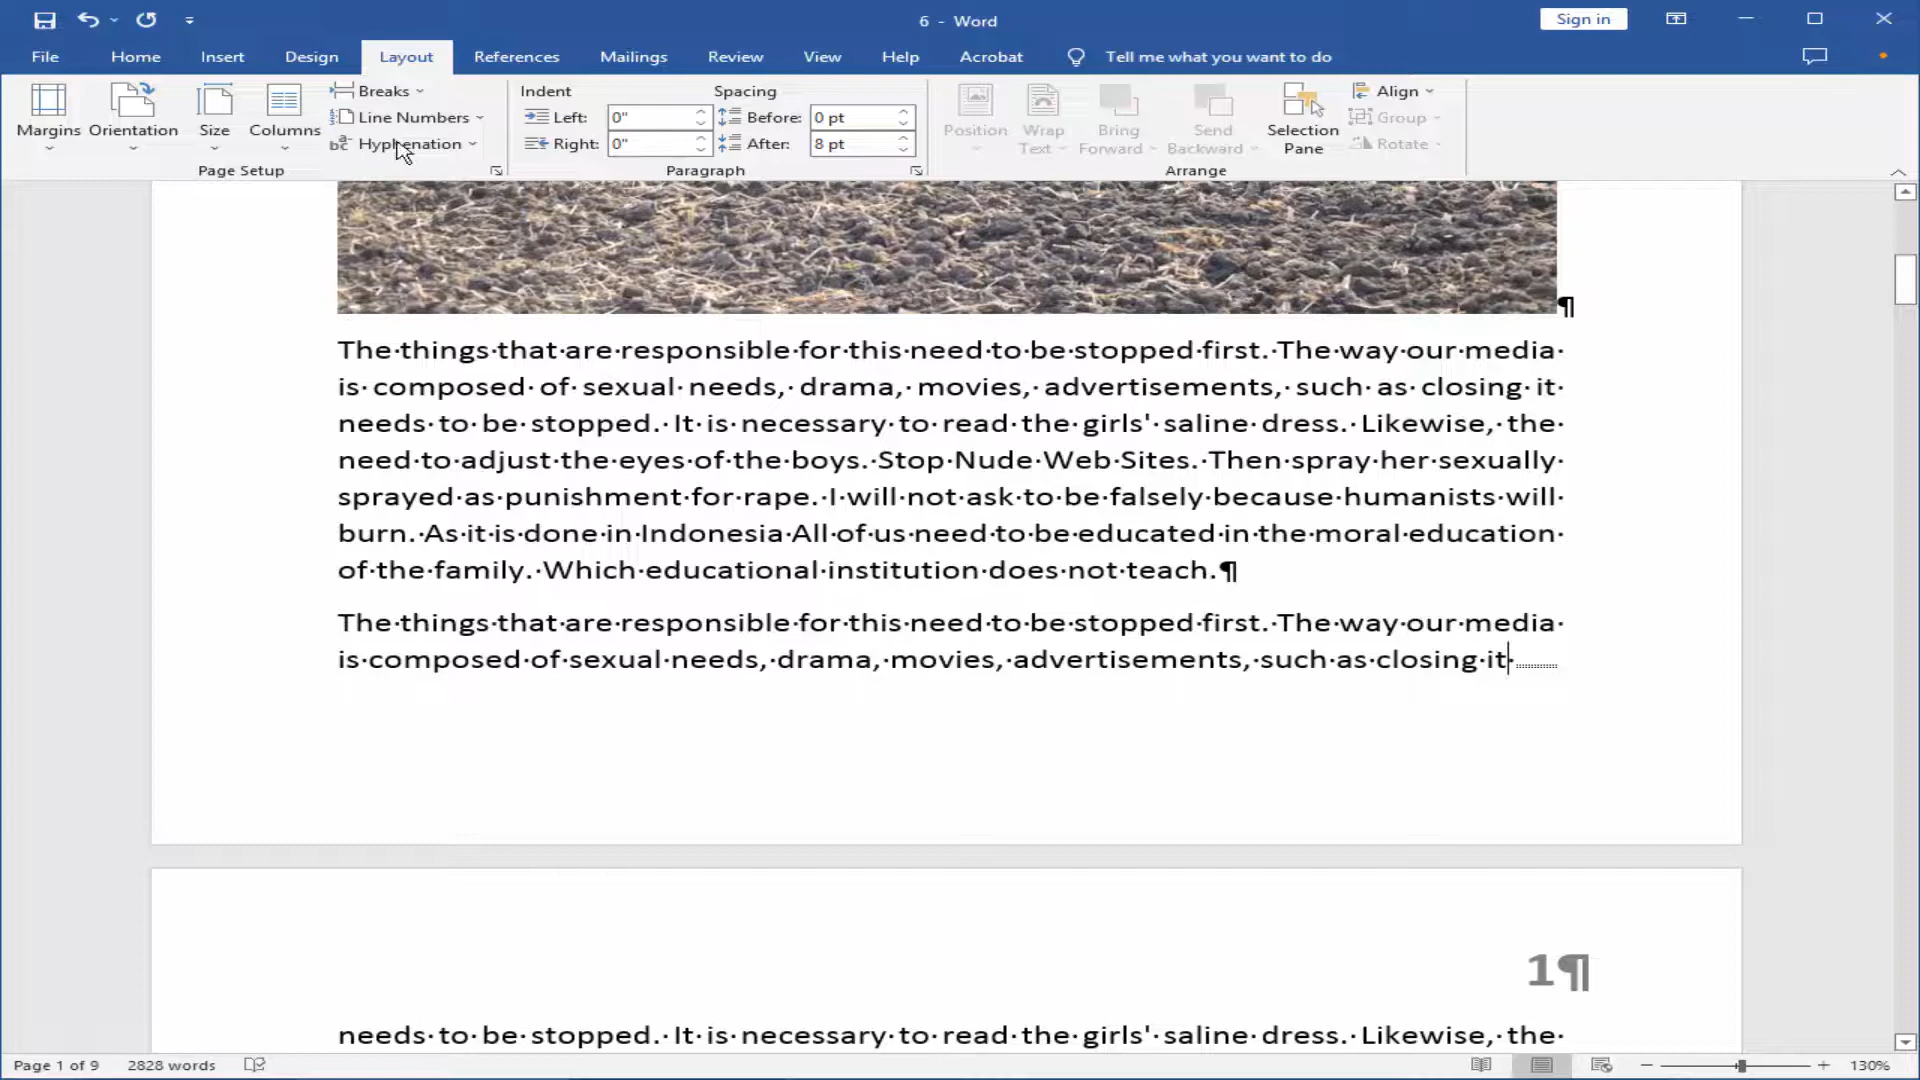 6 - Word
Sign in
File Home Insert Design Layout References Mailings Review View Help Acrobat Tell me what you want to do
Margins Orientation Size Columns
Breaks
Line Numbers
Hyphenation
Page Setup
Indent
Left: 0"
Right: 0"
Spacing
Before: 0 pt
After: 8 pt
Paragraph
Position
Wrap Text
Bring Forward
Send Backward
Selection Pane
Align
Group
Rotate
Arrange
¶
The·things·that·are·responsible·for·this·need·to·be·stopped·first.·The·way·our·media·
is·composed·of·sexual·needs,·drama,·movies,·advertisements,·such·as·closing·it·
needs·to·be·stopped.·It·is·necessary·to·read·the·girls'·saline·dress.·Likewise,·the·
need·to·adjust·the·eyes·of·the·boys.·Stop·Nude·Web·Sites.·Then·spray·her·sexually·
sprayed·as·punishment·for·rape.·I·will·not·ask·to·be·falsely·because·humanists·will·
burn.·As·it·is·done·in·Indonesia·All·of·us·need·to·be·educated·in·the·moral·education·
of·the·family.·Which·educational·institution·does·not·teach.¶
The·things·that·are·responsible·for·this·need·to·be·stopped·first.·The·way·our·media·
is·composed·of·sexual·needs,·drama,·movies,·advertisements,·such·as·closing·it·
1¶
needs·to·be·stopped.·It·is·necessary·to·read·the·girls'·saline·dress.·Likewise,·the·
Page 1 of 9 2828 words 130%